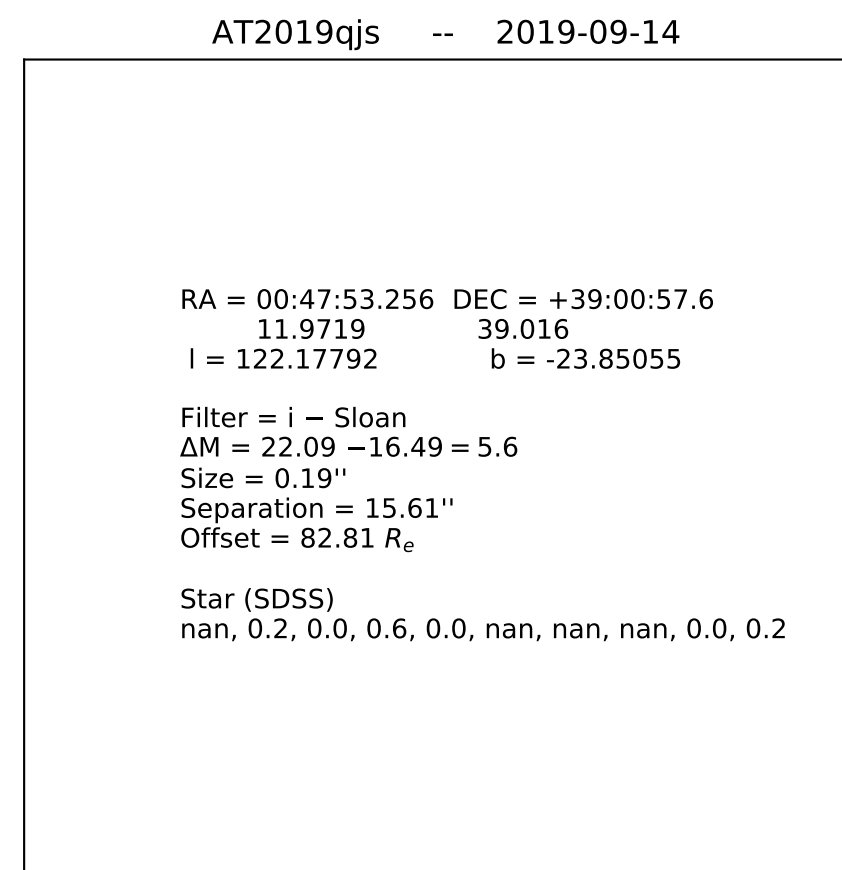 AT2019qjs -- 2019-09-14
RA = 00:47:53.256 DEC = +39:00:57.6
11.9719 39.016
l = 122.17792 b = -23.85055
Filter = i − Sloan
ΔM = 22.09 −16.49 = 5.6
Size = 0.19''
Separation = 15.61''
Offset = 82.81 Rₑ
Star (SDSS)
nan, 0.2, 0.0, 0.6, 0.0, nan, nan, nan, 0.0, 0.2